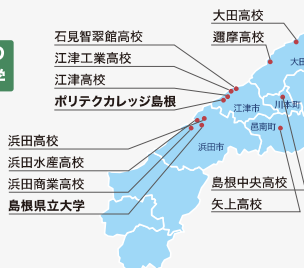 の
学
大田高校
邇摩高校
石見智翠館高校
江津工業高校
江津高校
ポリテクカレッジ島根
大田
江津市
川本町
邑南町
浜田市
浜田高校
浜田水産高校
浜田商業高校
島根県立大学
島根中央高校
矢上高校